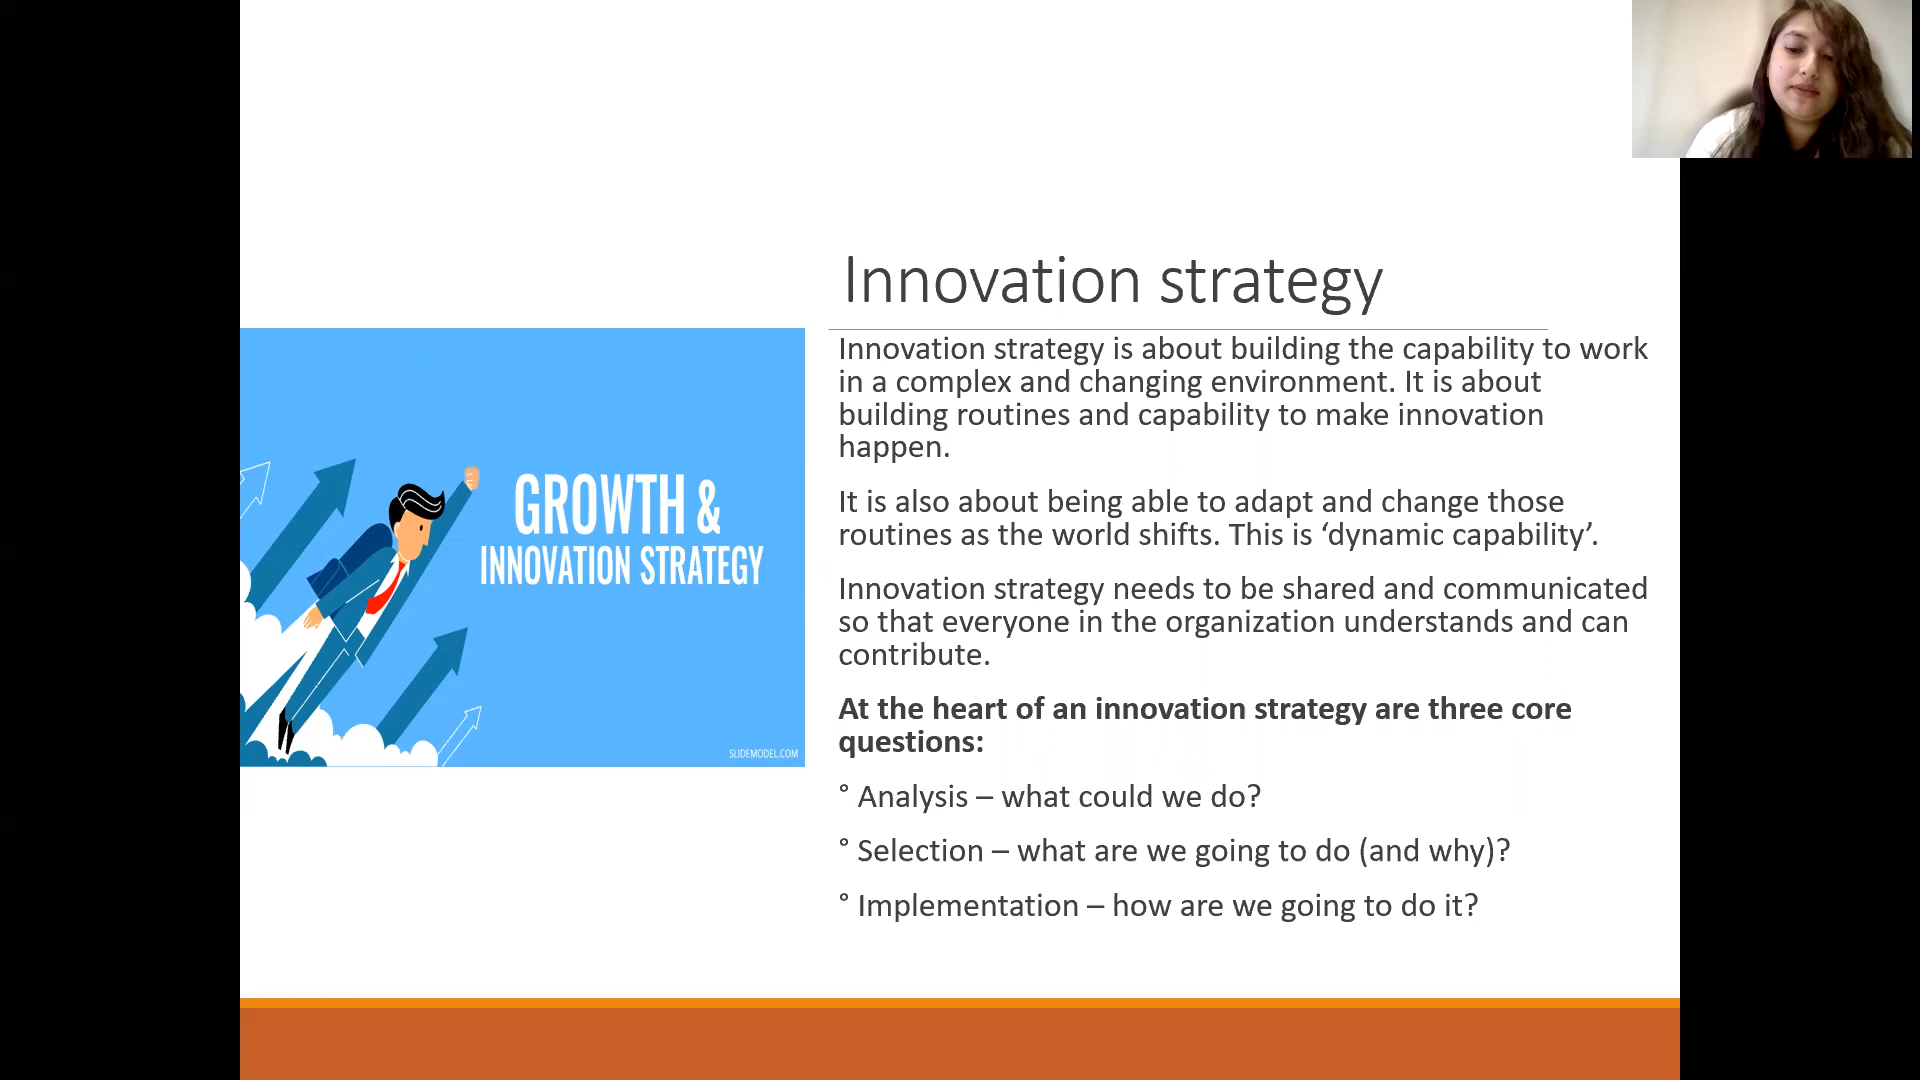 Innovation strategy
GROWTH &
INNOVATION STRATEGY
SLIDEMODEL.COM
Innovation strategy is about building the capability to work
in a complex and changing environment. It is about
building routines and capability to make innovation
happen.
It is also about being able to adapt and change those
routines as the world shifts. This is ‘dynamic capability’.
Innovation strategy needs to be shared and communicated
so that everyone in the organization understands and can
contribute.
At the heart of an innovation strategy are three core
questions:
° Analysis – what could we do?
° Selection – what are we going to do (and why)?
° Implementation – how are we going to do it?